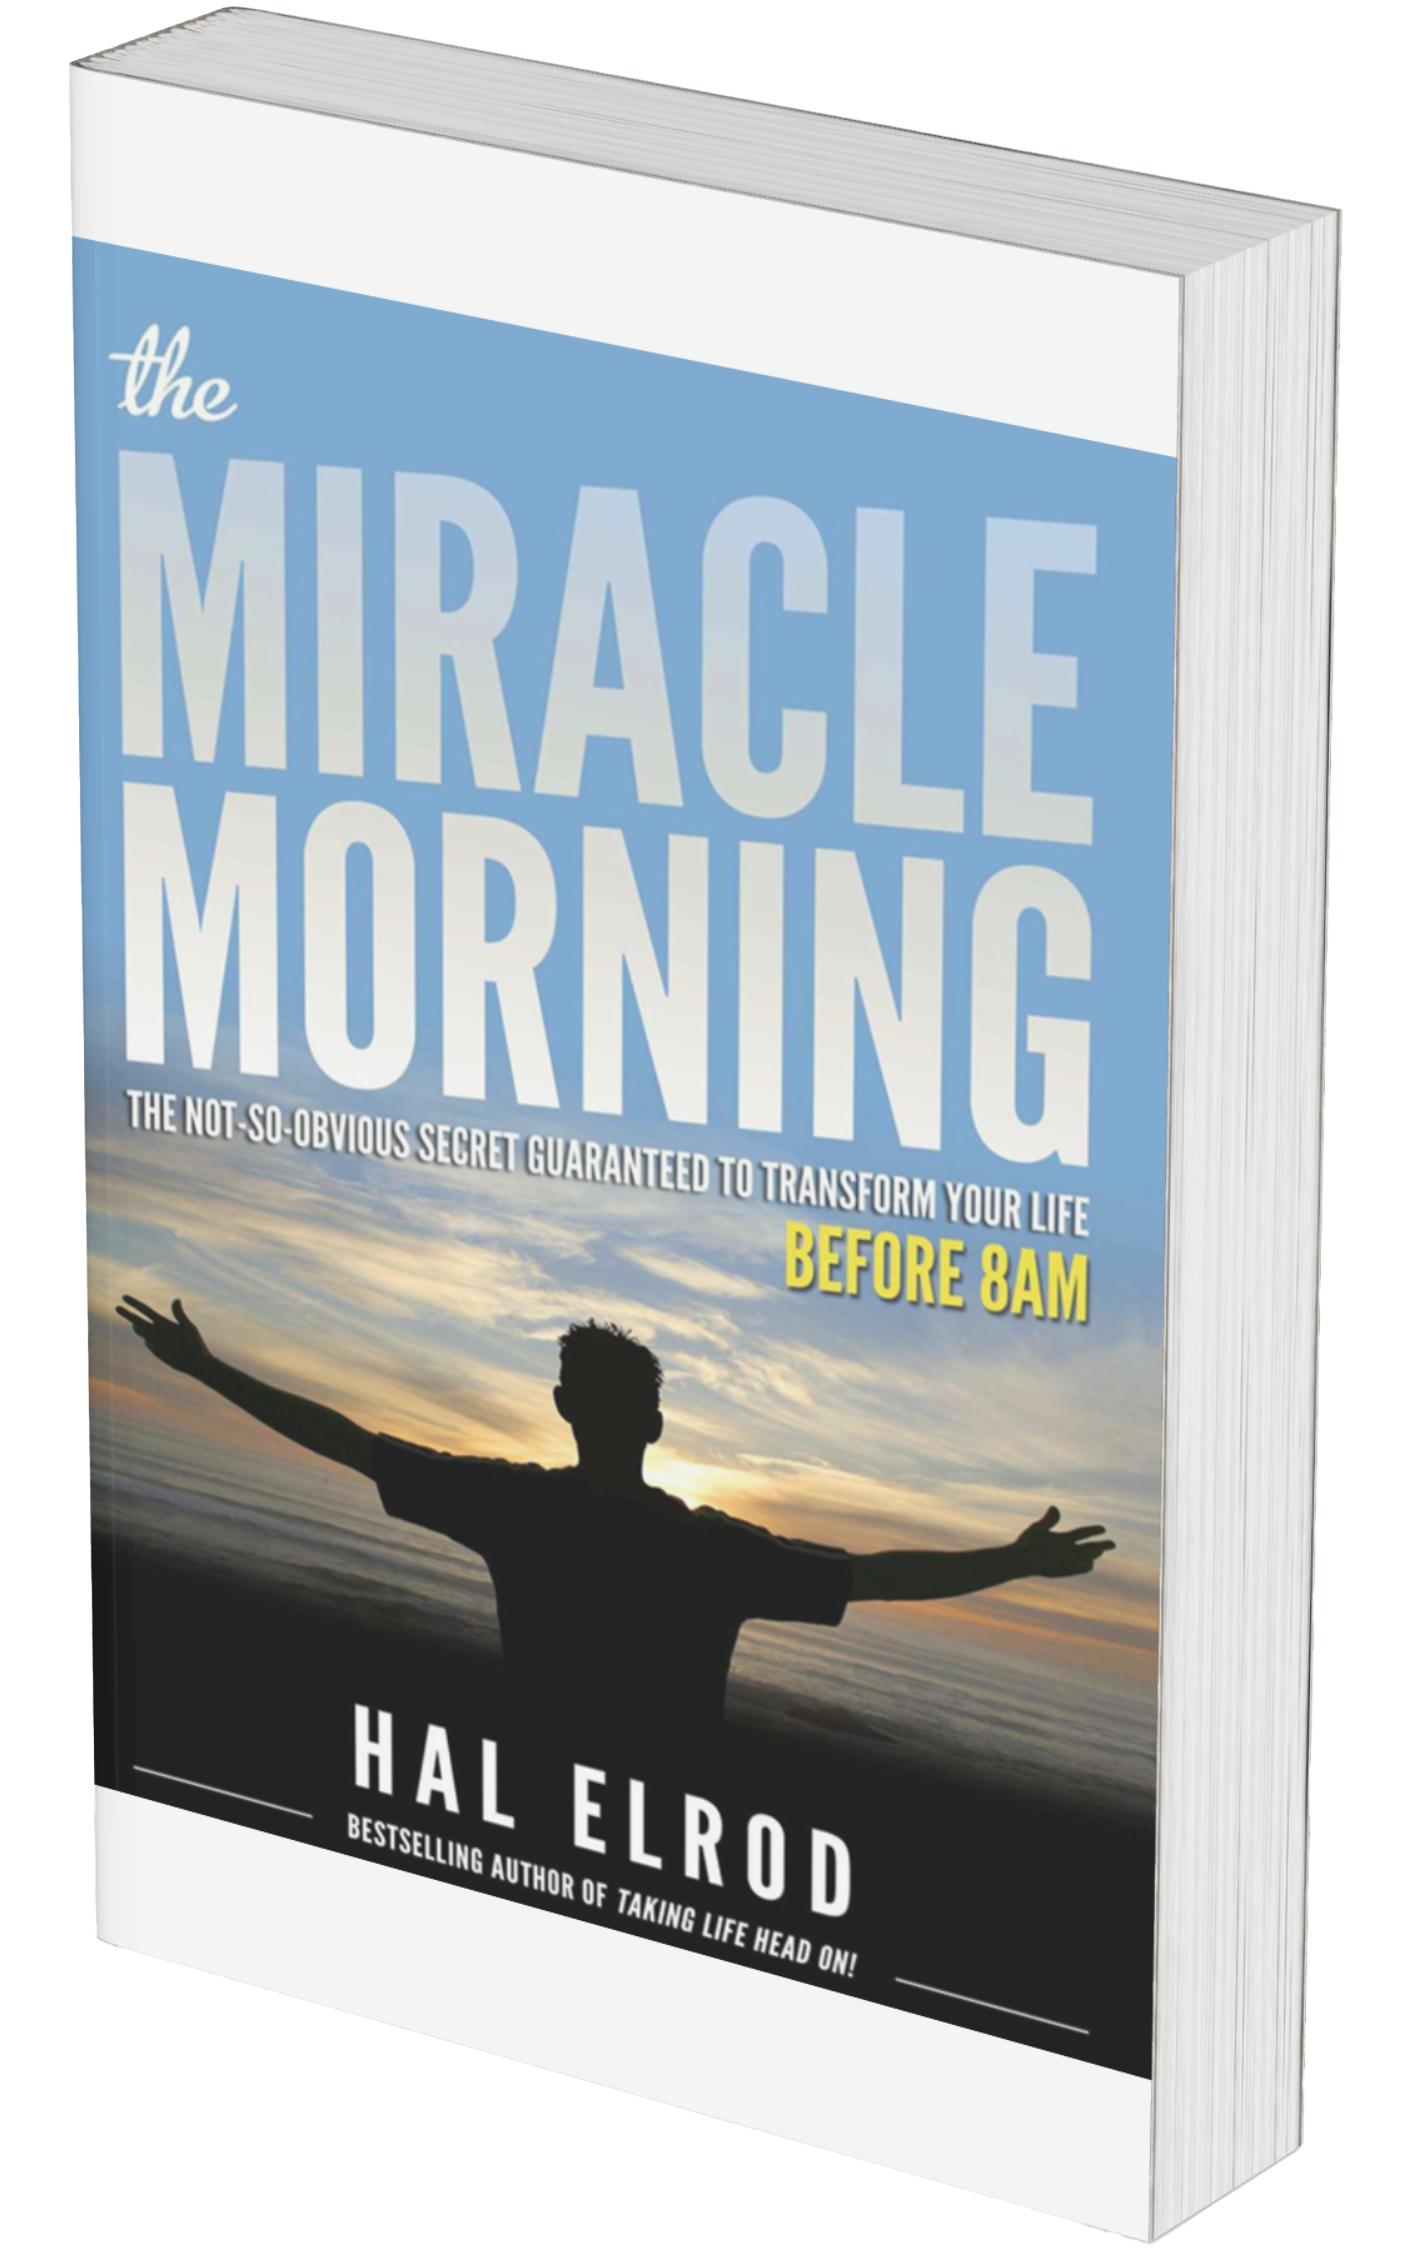 the
MIRACLE
MORNING
THE NOT-SO-OBVIOUS SECRET GUARANTEED TO TRANSFORM YOUR LIFE
BEFORE 8AM
HAL ELROD
BESTSELLING AUTHOR OF TAKING LIFE HEAD ON!